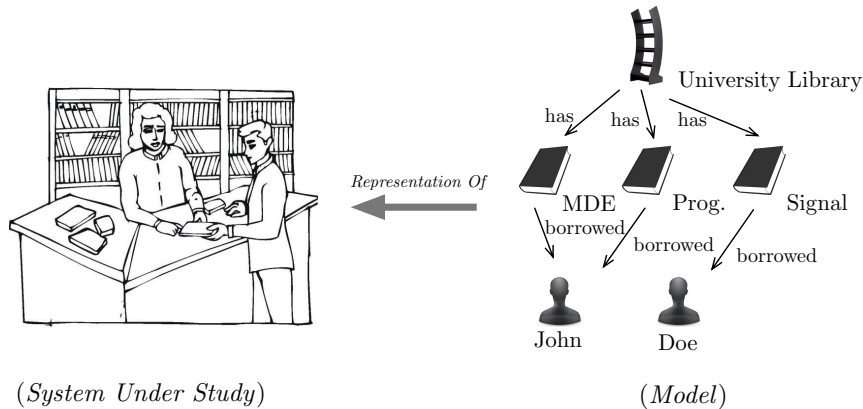 University Library
has
has
has
Representation Of
MDE
Prog.
Signal
borrowed
borrowed
borrowed
John
Doe
(System Under Study)
(Model)